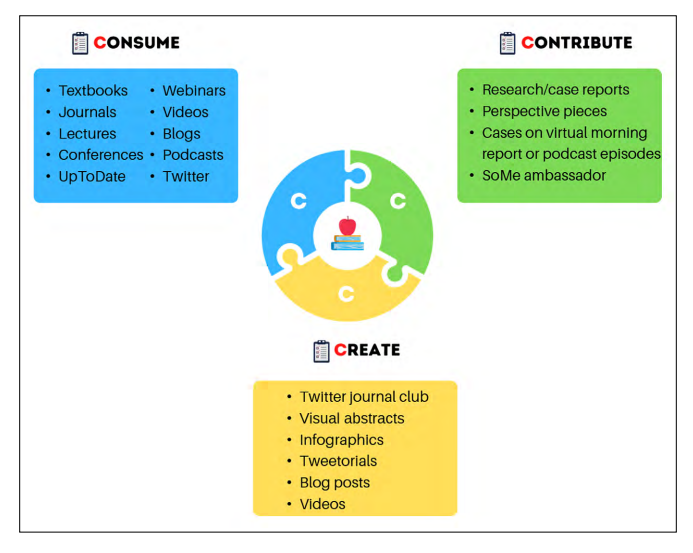 CONSUME
• Textbooks
• Journals
• Lectures
• Conferences
• UpToDate
• Webinars
• Videos
• Blogs
• Podcasts
• Twitter
CONTRIBUTE
• Research/case reports
• Perspective pieces
• Cases on virtual morning
report or podcast episodes
• SoMe ambassador
C
C
C
CREATE
• Twitter journal club
• Visual abstracts
• Infographics
• Tweetorials
• Blog posts
• Videos